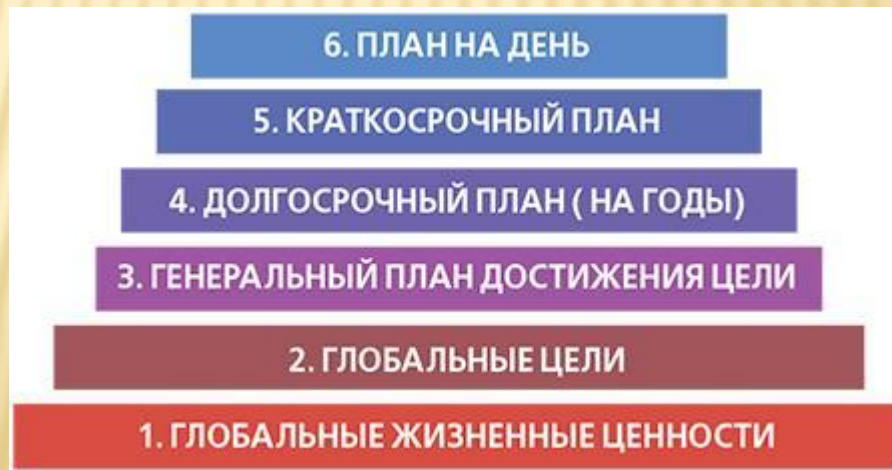 6. ПЛАН НА ДЕНЬ
5. КРАТКОСРОЧНЫЙ ПЛАН
4. ДОЛГОСРОЧНЫЙ ПЛАН ( НА ГОДЫ)
3. ГЕНЕРАЛЬНЫЙ ПЛАН ДОСТИЖЕНИЯ ЦЕЛИ
2. ГЛОБАЛЬНЫЕ ЦЕЛИ
1. ГЛОБАЛЬНЫЕ ЖИЗНЕННЫЕ ЦЕННОСТИ